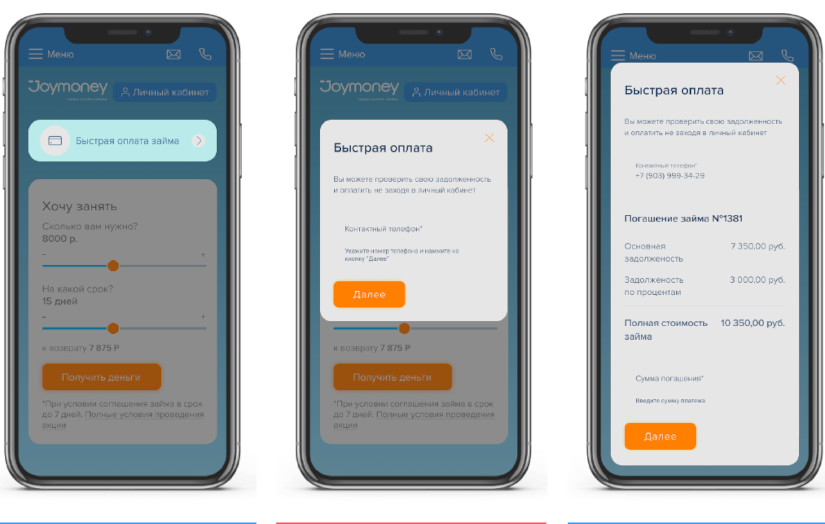 Меню
Joymoney
Личный кабинет
Быстрая оплата займа
Хочу занять
Сколько вам нужно?
8000 р.
- +
На какой срок?
15 дней
- +
к возврату 7 875 Р
Получить деньги
*При условии соглашения займа в срок
до 7 дней. Полные условия проведения
акции
Меню
Joymoney
Личный кабинет
Быстрая оплата
Вы можете проверить свою задолженность
и оплатить не заходя в личный кабинет
Контактный телефон*
Укажите номер телефона и нажмите на
кнопку "Далее"
Далее
к возврату 7 875 Р
Получить деньги
*При условии соглашения займа в срок
до 7 дней. Полные условия проведения
акции
Меню
Быстрая оплата
Вы можете проверить свою задолженность
и оплатить не заходя в личный кабинет
Контактный телефон*
+7 (903) 999-34-29
Погашение займа №1381
Основная 7 350,00 руб.
задолженость
Задолженость 3 000,00 руб.
по процентам
Полная стоимость 10 350,00 руб.
займа
Сумма погашения*
Введите сумму платежа
Далее